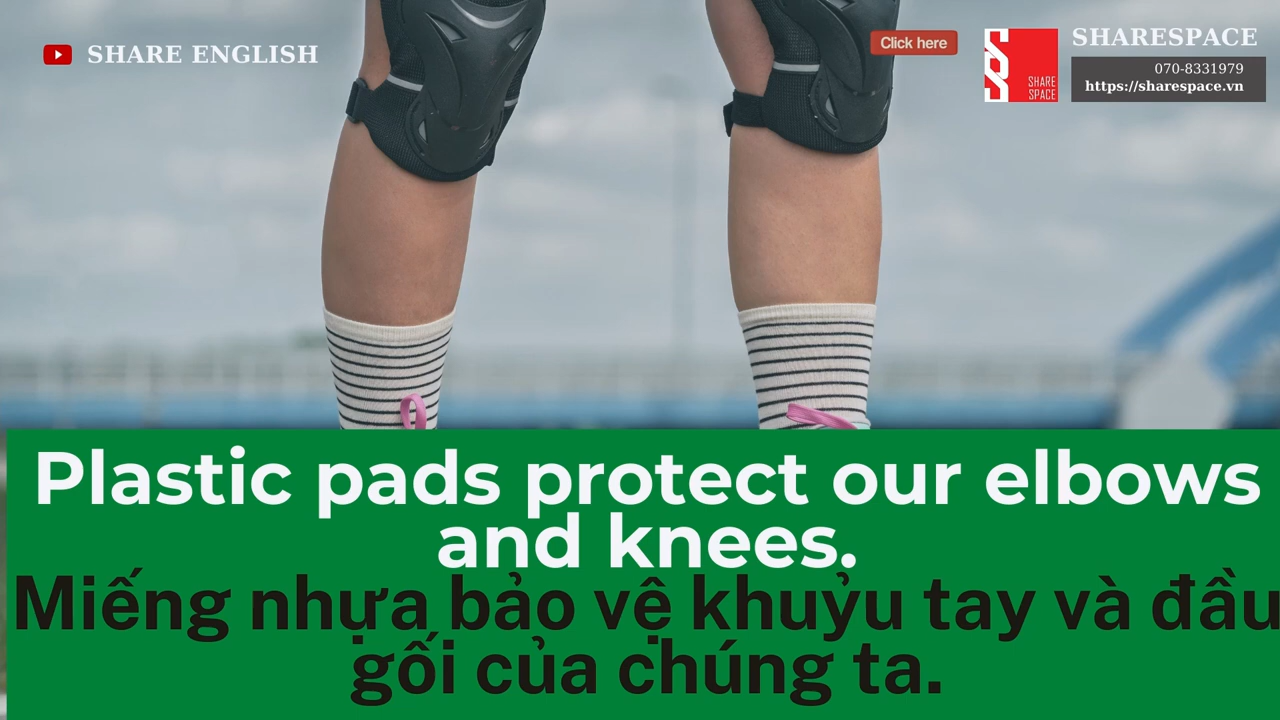 SHARE ENGLISH
Click here
SHARE
SPACE
SHARESPACE
070-8331979
https://sharespace.vn
Plastic pads protect our elbows
and knees.
Miếng nhựa bảo vệ khuỷu tay và đầu
gối của chúng ta.